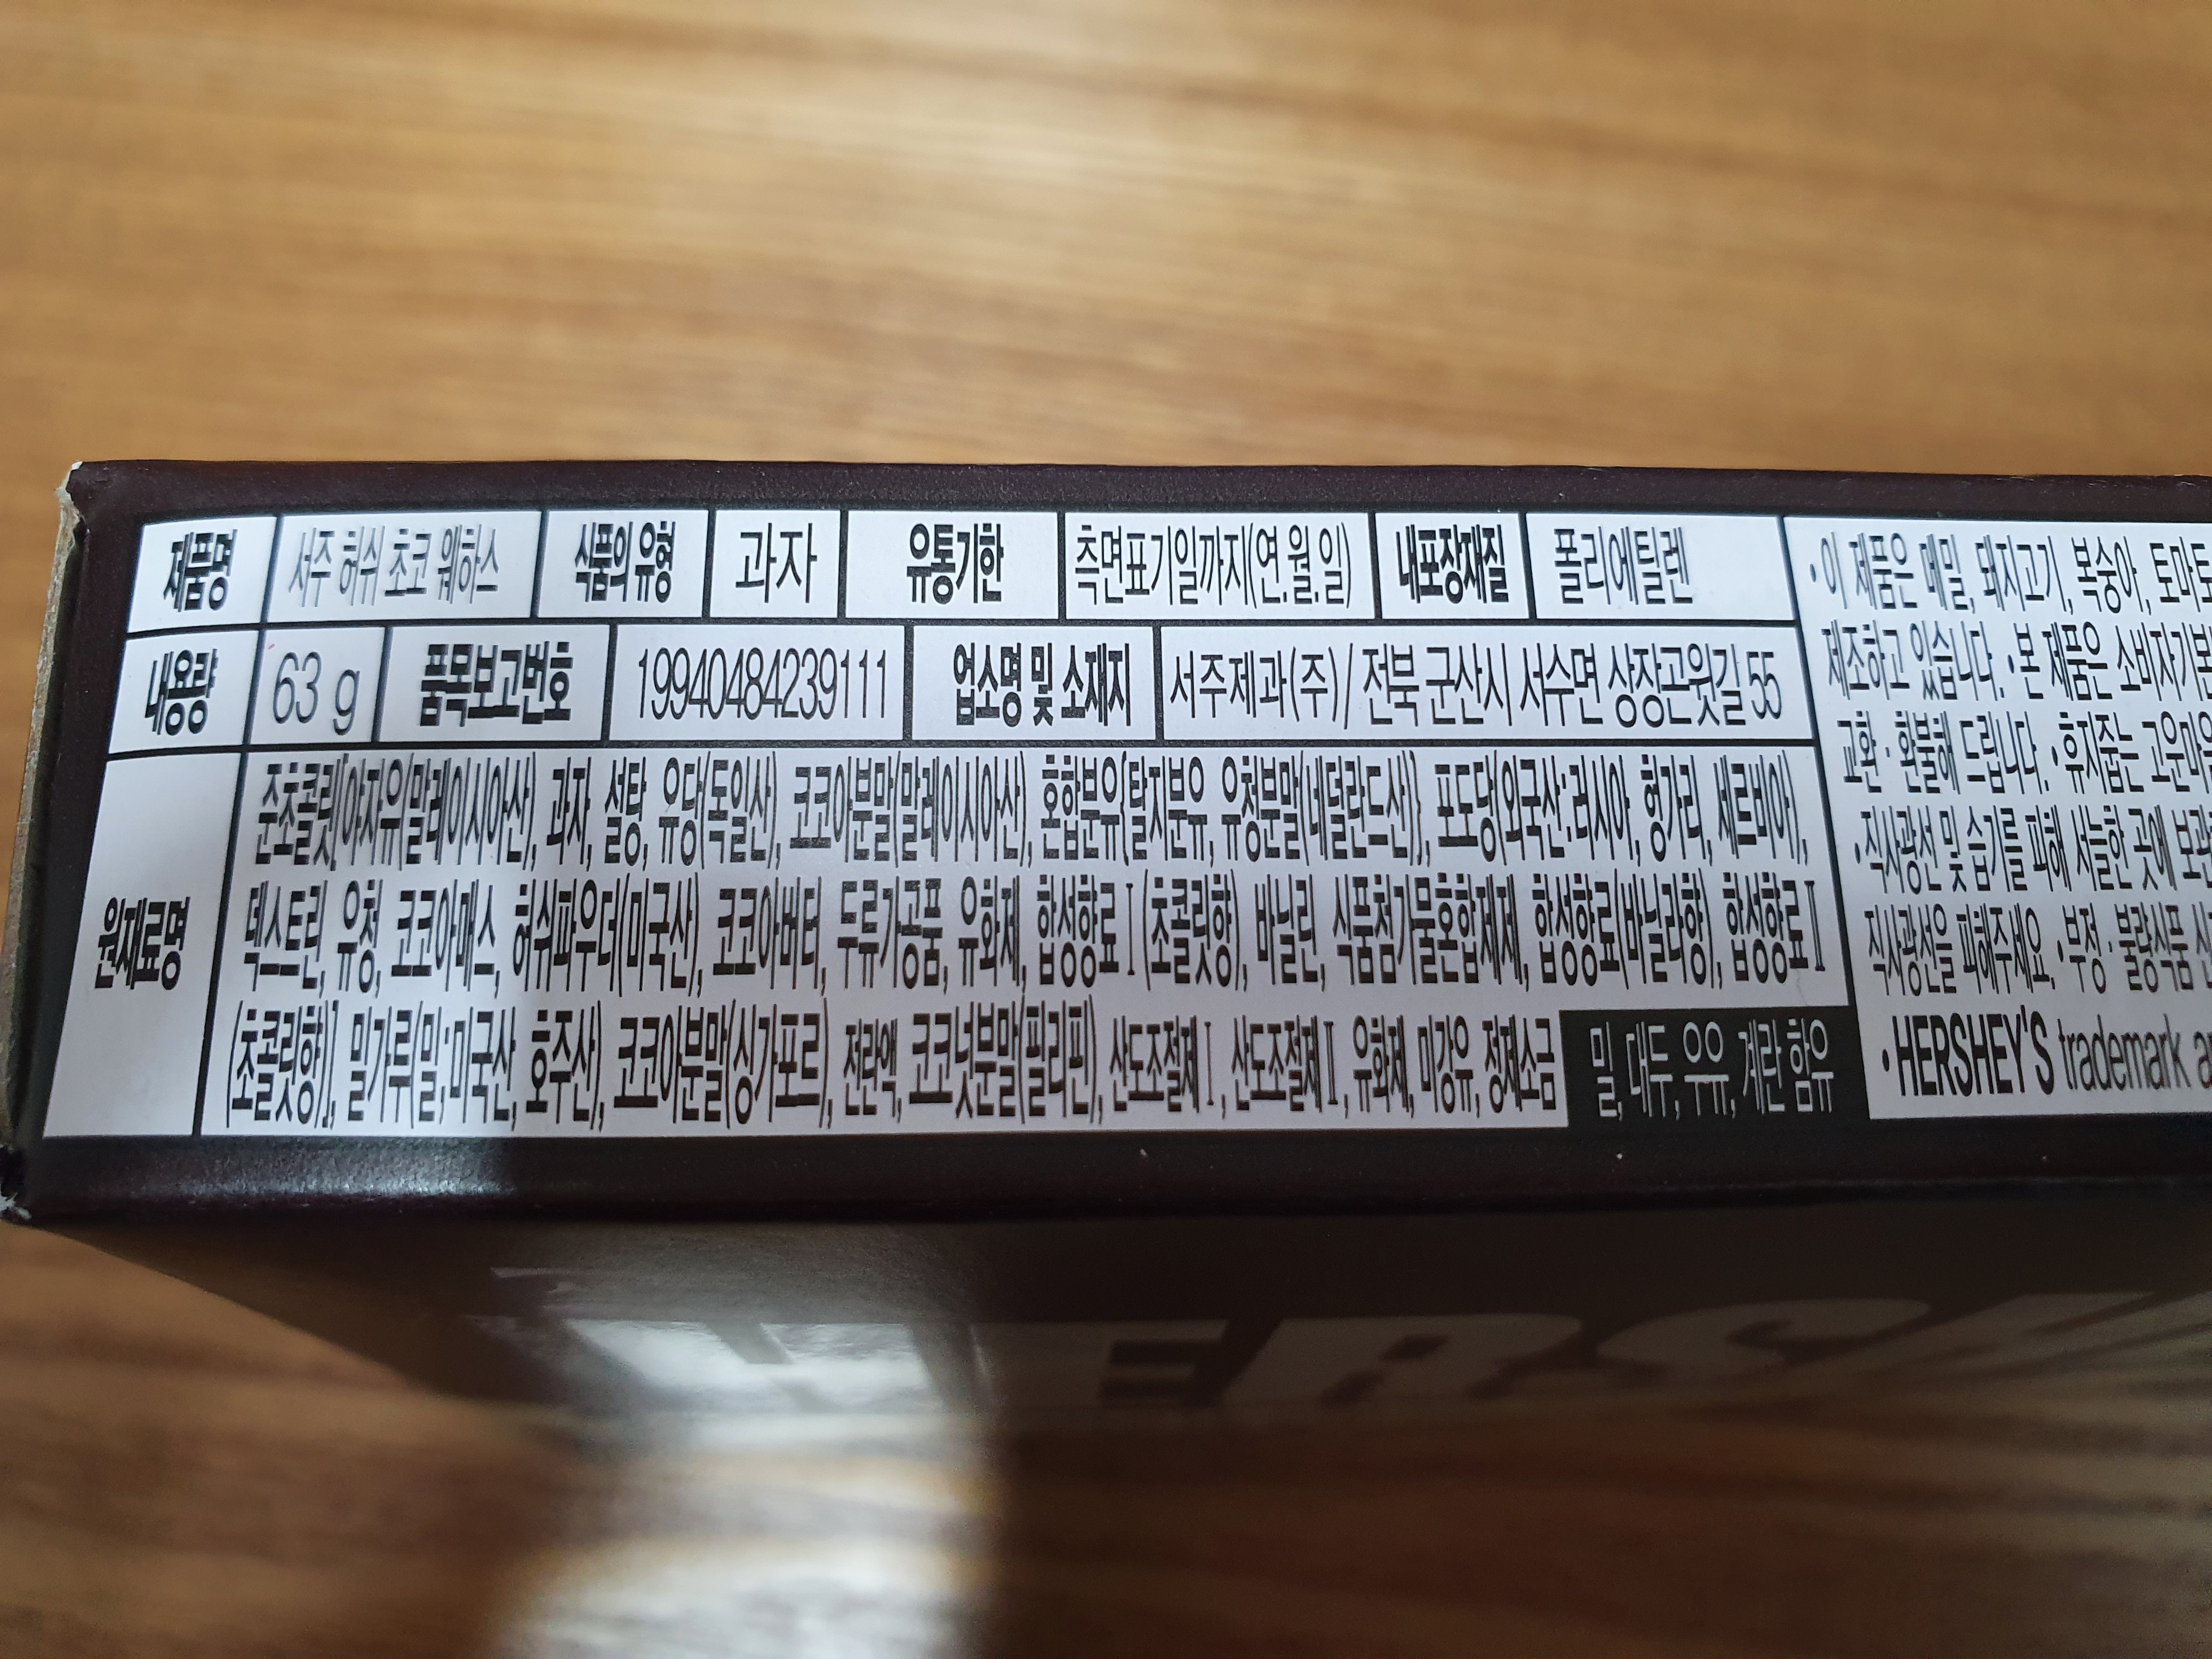 제품명 서주 허쉬 초코 웨하스 식품의 유형 과자 유통기한 측면표기일까지(연.월.일) 내포장재질 폴리에틸렌
내용량 63 g 품목보고번호 19940484239111 업소명 및 소재지 서주제과(주) / 전북 군산시 서수면 상장곤윗길 55
원재료명
준초콜릿[야자유(말레이시아산), 과자, 설탕, 유당(독일산), 코코아분말(말레이시아산), 혼합분유{탈지분유, 유청분말(네덜란드산)}, 포도당(외국산:러시아, 헝가리, 세르비아),
덱스트린, 유청, 코코아매스, 허쉬파우더(미국산), 코코아버터, 두류가공품, 유화제, 합성향료Ⅰ(초콜릿향), 바닐린, 식품첨가물혼합제제, 합성향료(바닐라향), 합성향료Ⅱ
(초콜릿향)], 밀가루(밀;미국산, 호주산), 코코아분말(싱가포르), 전란액, 코코넛분말(필리핀), 산도조절제Ⅰ, 산도조절제Ⅱ, 유화제, 미강유, 정제소금
밀, 대두, 우유, 계란 함유
•이 제품은 메밀, 돼지고기, 복숭아, 토마토
제조하고 있습니다. •본 제품은 소비자기본
교환·환불해 드립니다. •휴지줍는 고운마음
•직사광선 및 습기를 피해 서늘한 곳에 보관
직사광선을 피해주세요. •부정·불량식품 신
•HERSHEY'S trademark
HERSH